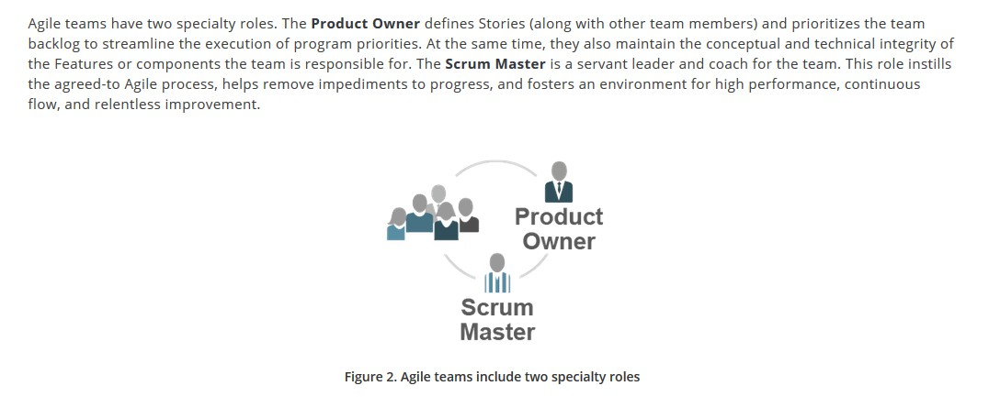 Agile teams have two specialty roles. The Product Owner defines Stories (along with other team members) and prioritizes the team
backlog to streamline the execution of program priorities. At the same time, they also maintain the conceptual and technical integrity of
the Features or components the team is responsible for. The Scrum Master is a servant leader and coach for the team. This role instills
the agreed-to Agile process, helps remove impediments to progress, and fosters an environment for high performance, continuous
flow, and relentless improvement.
Product
Owner
Scrum
Master
Figure 2. Agile teams include two specialty roles